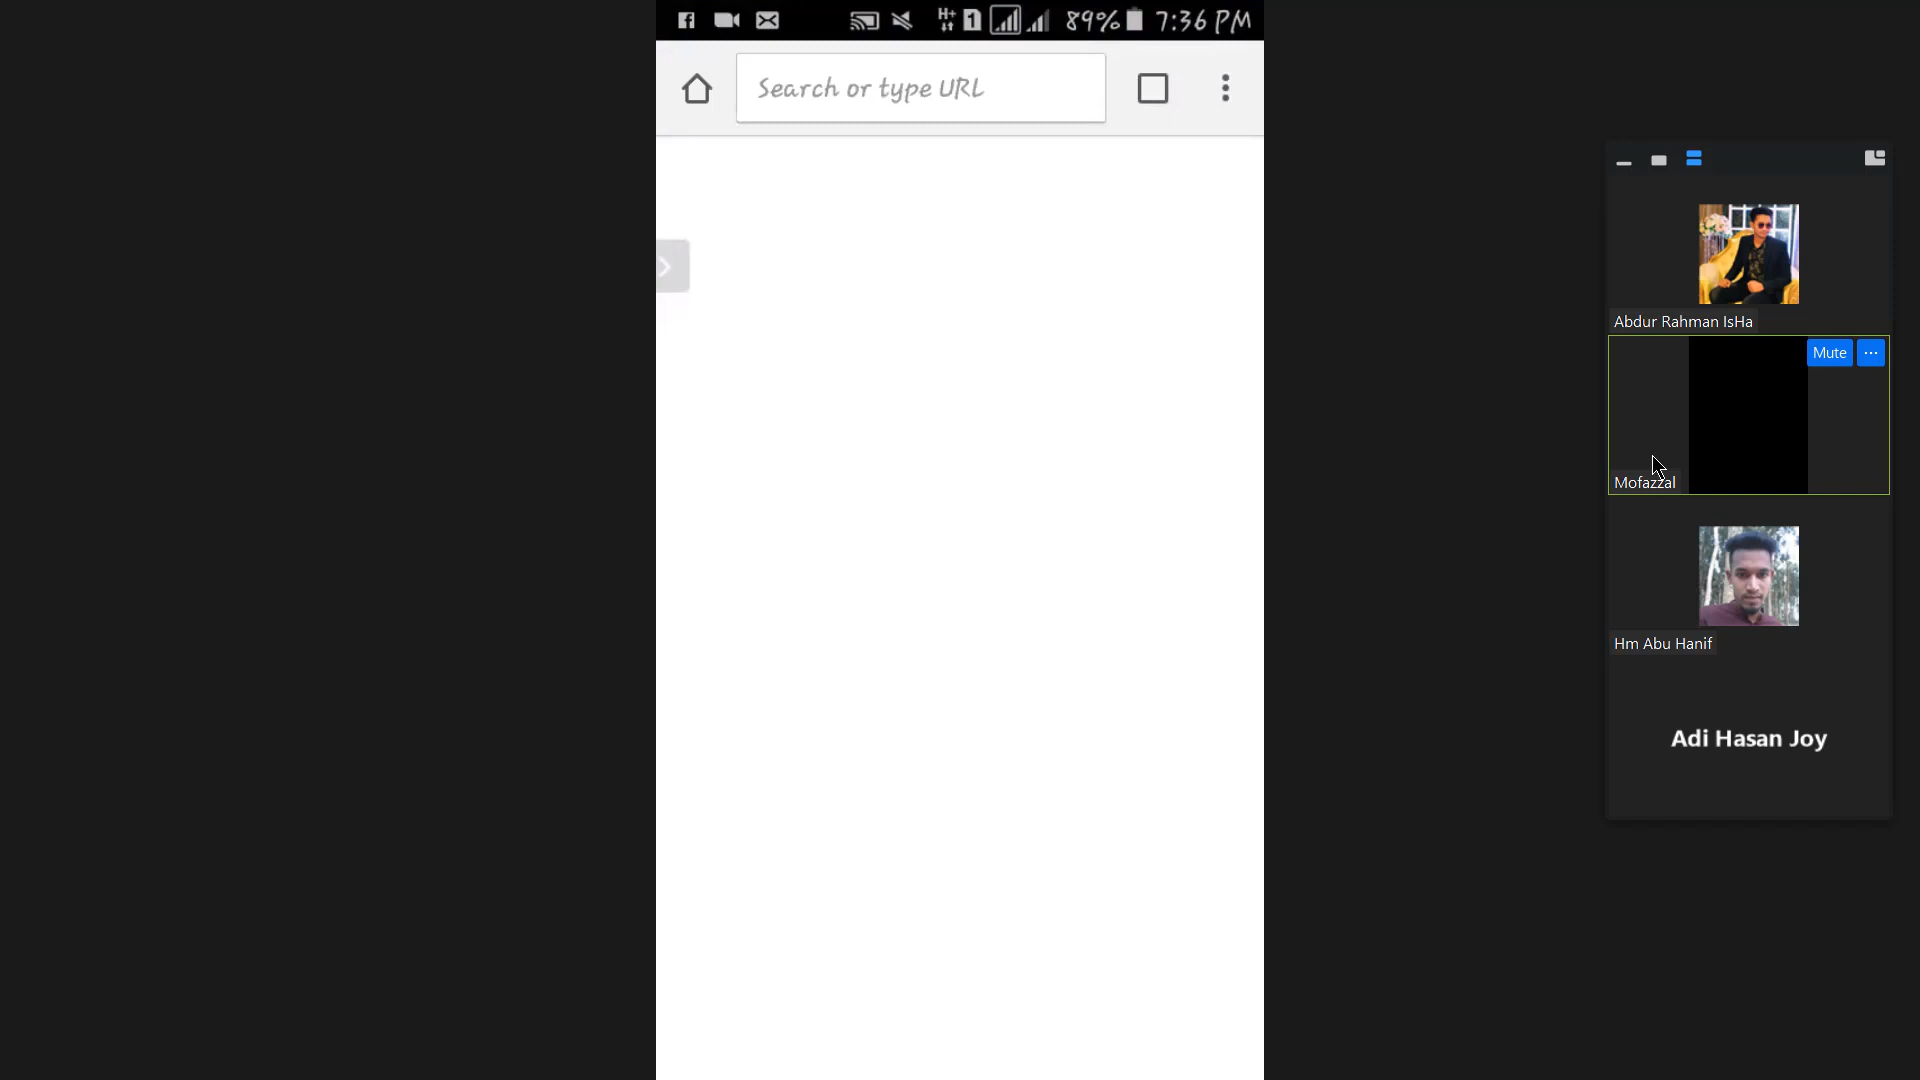 H+ 1 89% 7:36 PM
Search or type URL
Abdur Rahman IsHa
Mute ...
Mofazzal
Hm Abu Hanif
Adi Hasan Joy